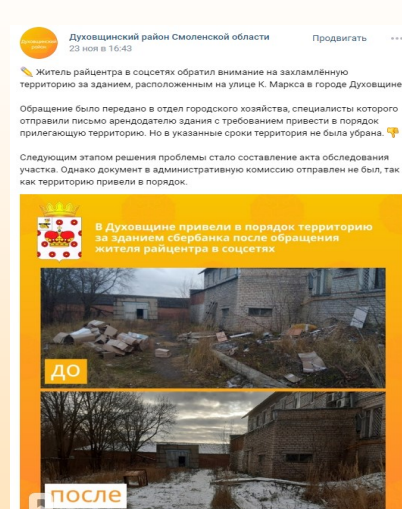 Духовщинский район
Духовщинский район Смоленской области
23 ноя в 16:43
Продвигать
Житель райцентра в соцсетях обратил внимание на захламлённую
территорию за зданием, расположенным на улице К. Маркса в городе Духовщине
Обращение было передано в отдел городского хозяйства, специалисты которого
отправили письмо арендодателю здания с требованием привести в порядок
прилегающую территорию. Но в указанные сроки территория не была убрана.
Следующим этапом решения проблемы стало составление акта обследования
участка. Однако документ в административную комиссию отправлен не был, так
как территорию привели в порядок.
В Духовщине привели в порядок территорию
за зданием сбербанка после обращения
жителя райцентра в соцсетях
ДО
после